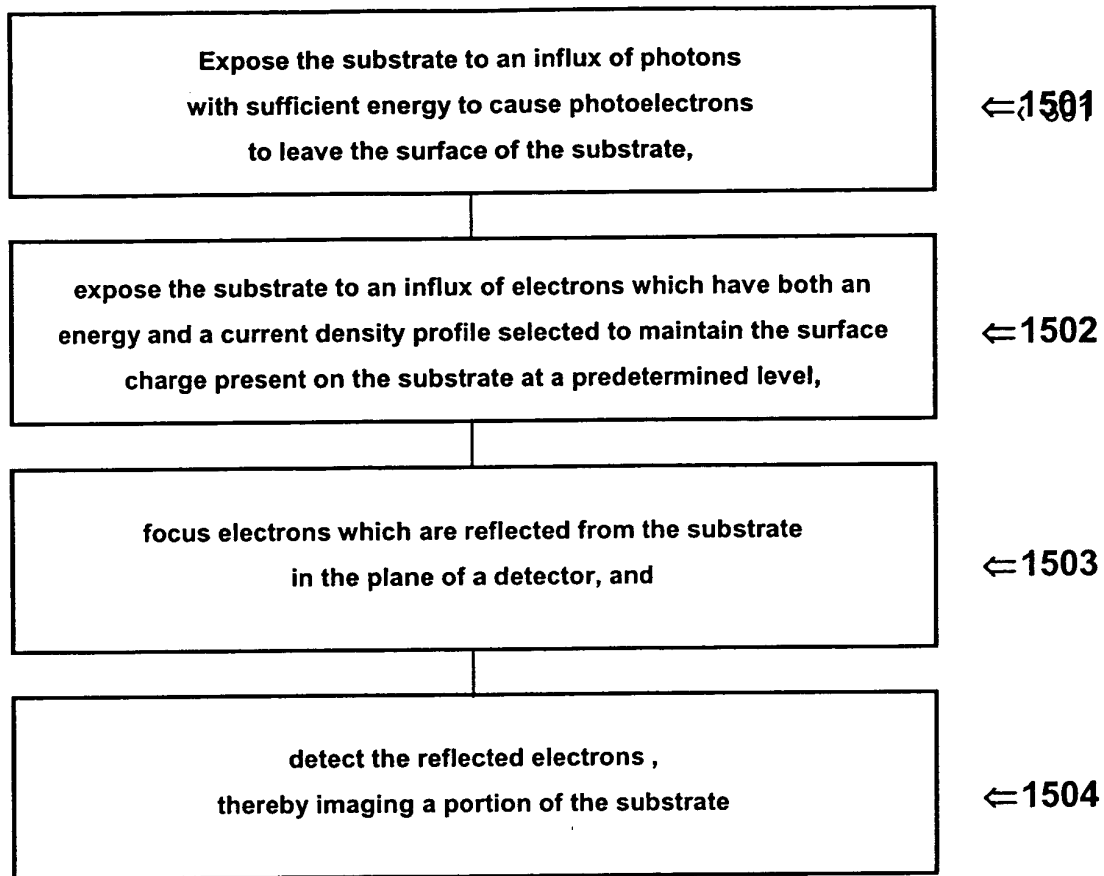 Expose the substrate to an influx of photons
with sufficient energy to cause photoelectrons
to leave the surface of the substrate,
⇐1501
expose the substrate to an influx of electrons which have both an
energy and a current density profile selected to maintain the surface
charge present on the substrate at a predetermined level,
⇐1502
focus electrons which are reflected from the substrate
in the plane of a detector, and
⇐1503
detect the reflected electrons ,
thereby imaging a portion of the substrate
⇐1504